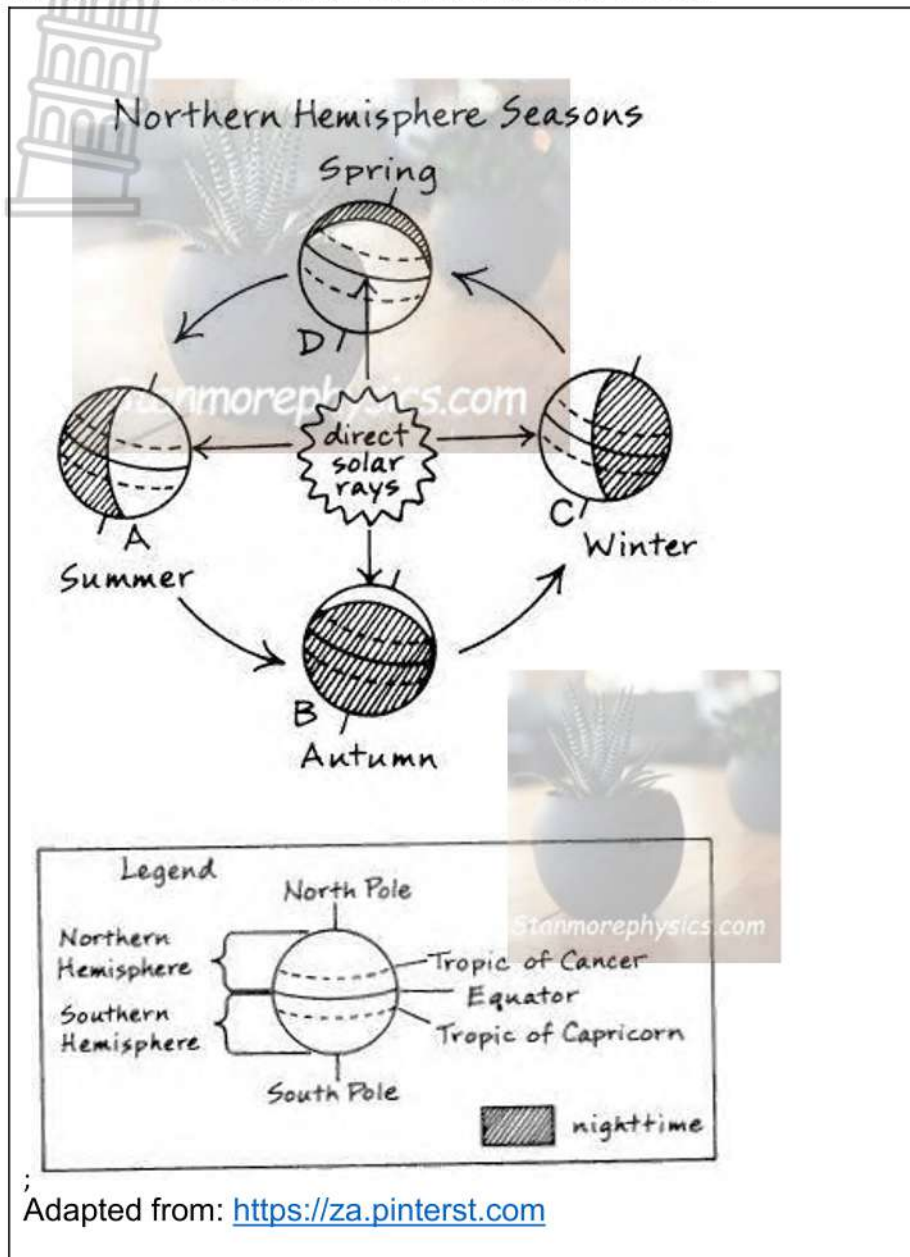 Northern Hemisphere Seasons
Spring
D
Stanmorephysics.com
direct
solar
rays
A
Summer
C
Winter
B
Autumn
Legend
North Pole
Northern
Hemisphere
Tropic of Cancer
Equator
Southern
Hemisphere
Tropic of Capricorn
South Pole
nighttime
Stanmorephysics.com
;
Adapted from: https://za.pinterst.com